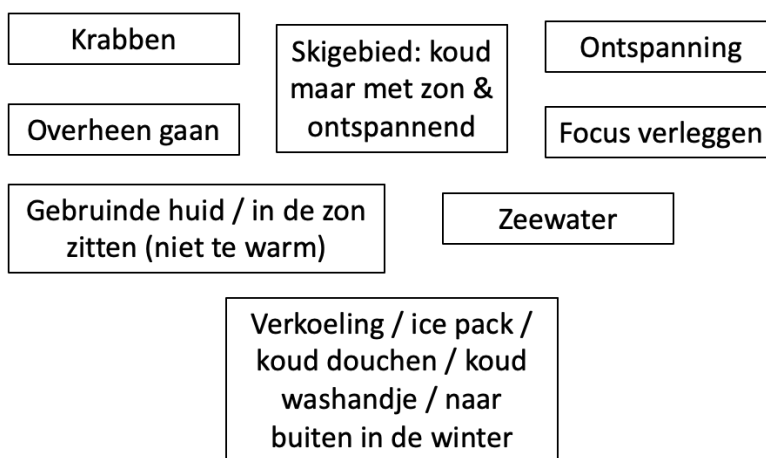 Krabben
Skigebied: koud
maar met zon &
ontspannend
Ontspanning
Overheen gaan
Focus verleggen
Gebruinde huid / in de zon
zitten (niet te warm)
Zeewater
Verkoeling / ice pack /
koud douchen / koud
washandje / naar
buiten in de winter